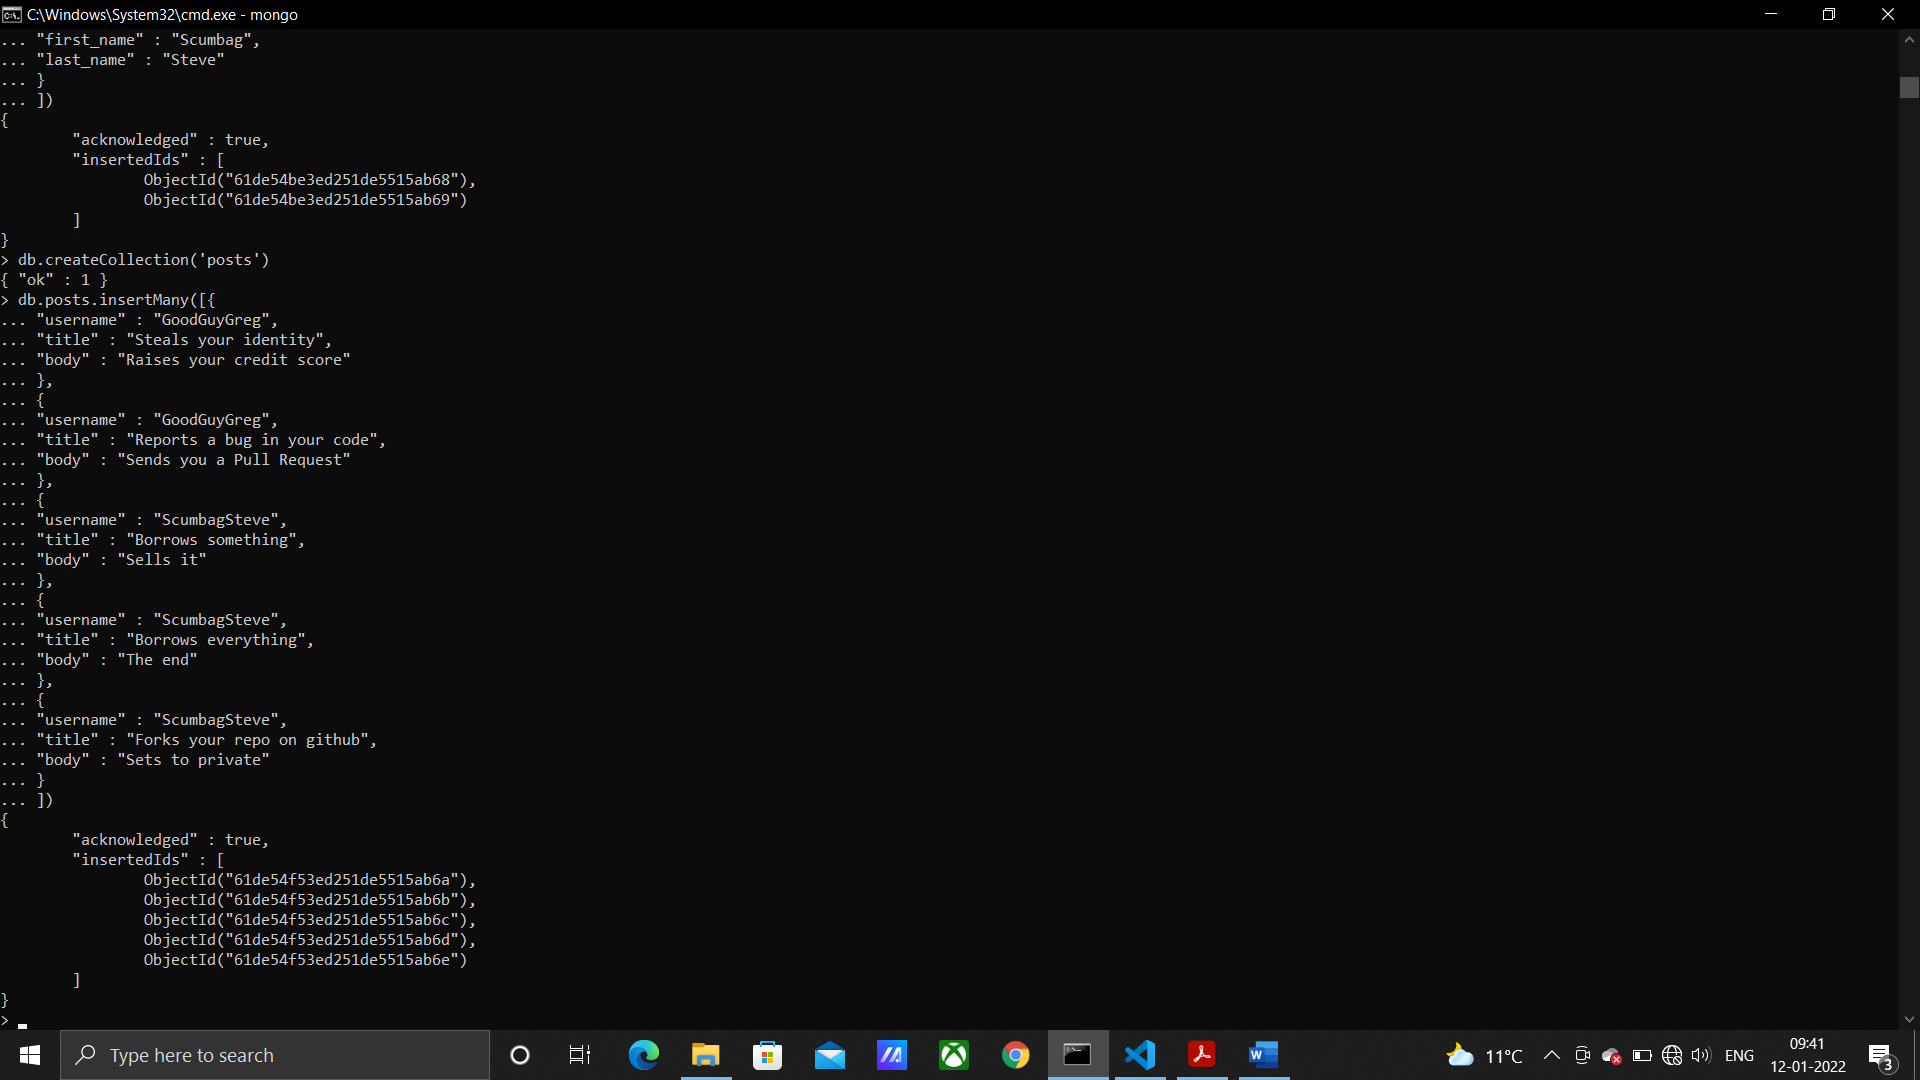 C:\Windows\System32\cmd.exe - mongo
... "first_name" : "Scumbag",
... "last_name" : "Steve"
... }
... ])
{
        "acknowledged" : true,
        "insertedIds" : [
                ObjectId("61de54be3ed251de5515ab68"),
                ObjectId("61de54be3ed251de5515ab69")
        ]
}
> db.createCollection('posts')
{ "ok" : 1 }
> db.posts.insertMany([{
... "username" : "GoodGuyGreg",
... "title" : "Steals your identity",
... "body" : "Raises your credit score"
... },
... {
... "username" : "GoodGuyGreg",
... "title" : "Reports a bug in your code",
... "body" : "Sends you a Pull Request"
... },
... {
... "username" : "ScumbagSteve",
... "title" : "Borrows something",
... "body" : "Sells it"
... },
... {
... "username" : "ScumbagSteve",
... "title" : "Borrows everything",
... "body" : "The end"
... },
... {
... "username" : "ScumbagSteve",
... "title" : "Forks your repo on github",
... "body" : "Sets to private"
... }
... ])
{
        "acknowledged" : true,
        "insertedIds" : [
                ObjectId("61de54f53ed251de5515ab6a"),
                ObjectId("61de54f53ed251de5515ab6b"),
                ObjectId("61de54f53ed251de5515ab6c"),
                ObjectId("61de54f53ed251de5515ab6d"),
                ObjectId("61de54f53ed251de5515ab6e")
        ]
}
>
Type here to search
11°C
ENG
09:41
12-01-2022
3